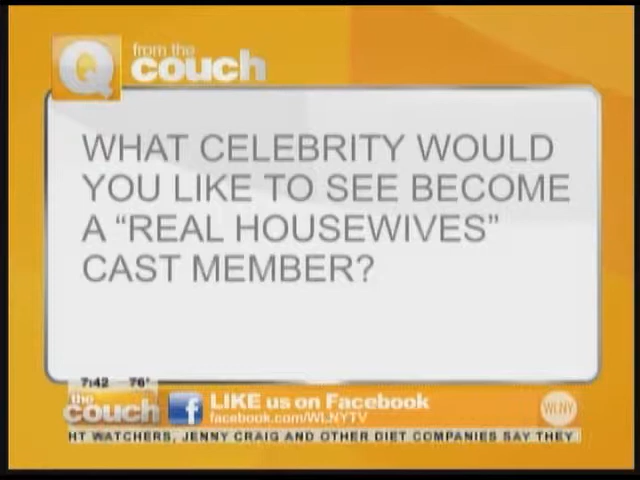 Q
from the
couch
WHAT CELEBRITY WOULD
YOU LIKE TO SEE BECOME
A “REAL HOUSEWIVES”
CAST MEMBER?
7:42 76°
the
couch
f
LIKE us on Facebook
facebook.com/WLNYTV
WLNY
HT WATCHERS, JENNY CRAIG AND OTHER DIET COMPANIES SAY THEY